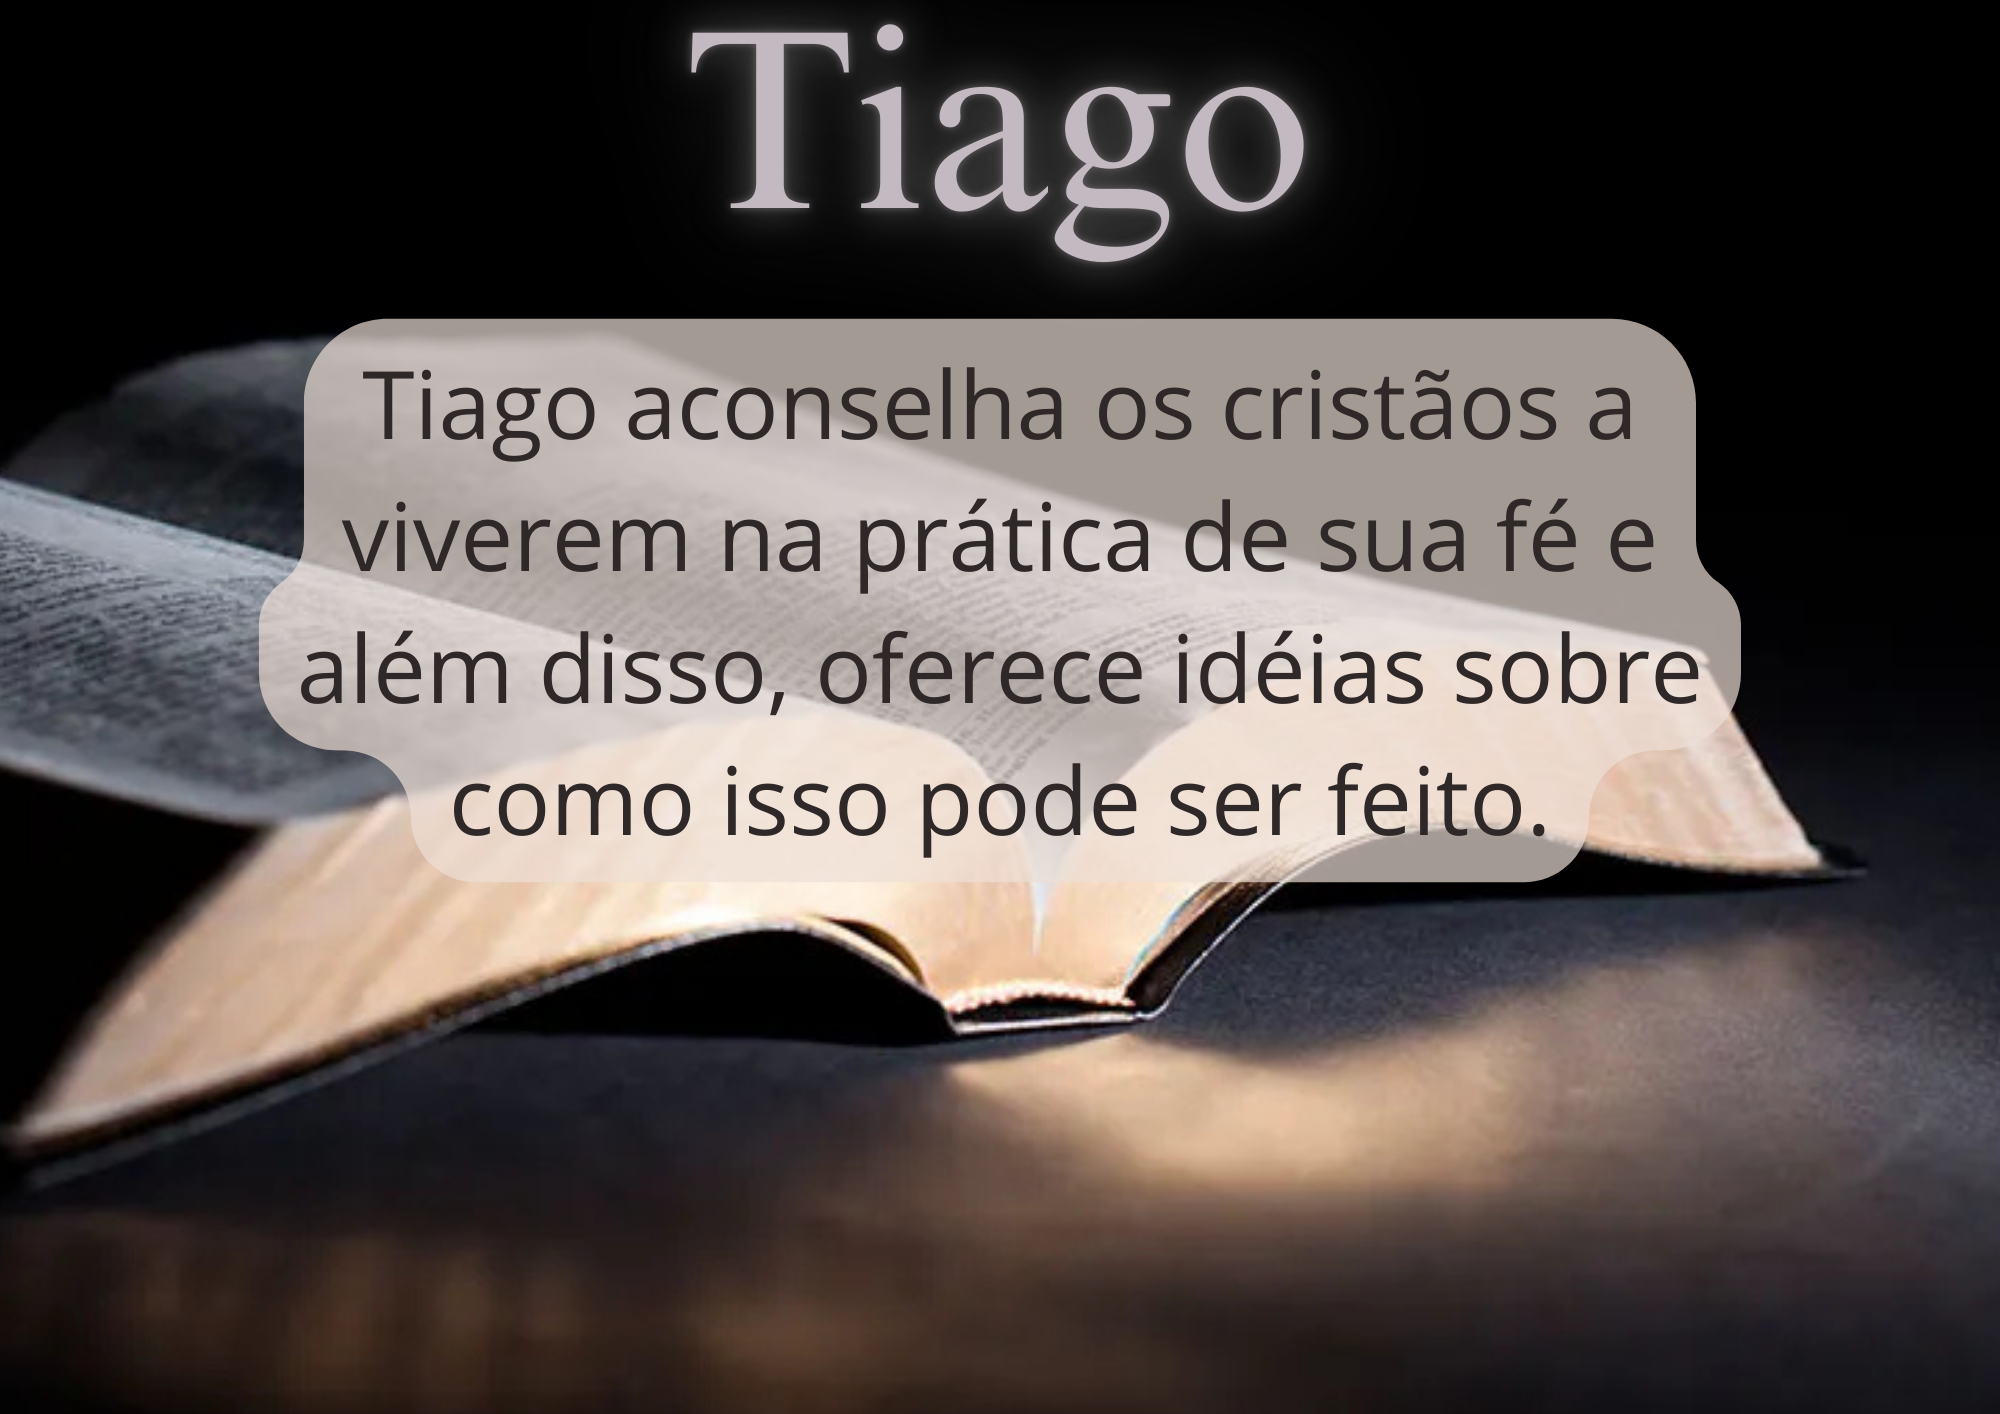 Tiago
Tiago aconselha os cristãos a
viverem na prática de sua fé e
além disso, oferece idéias sobre
como isso pode ser feito.